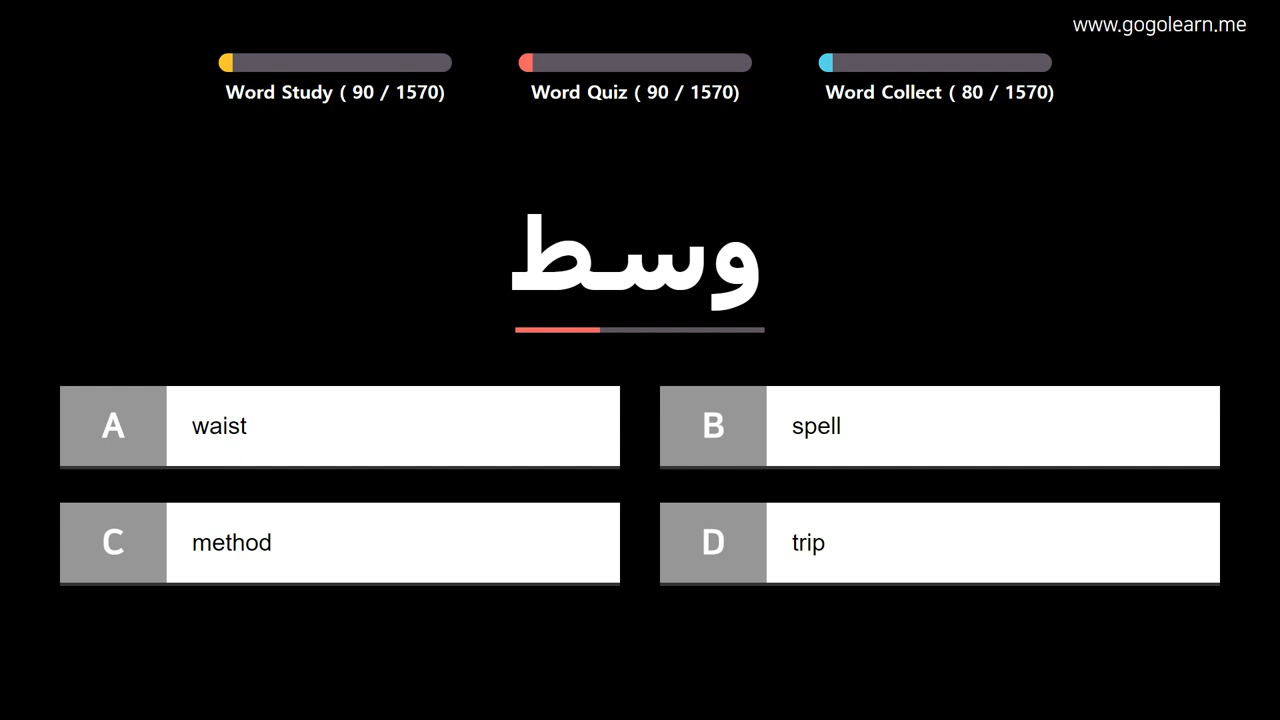 www.gogolearn.me
Word Study ( 90 / 1570)
Word Quiz ( 90 / 1570)
Word Collect ( 80 / 1570)
وسط
A waist
B spell
C method
D trip